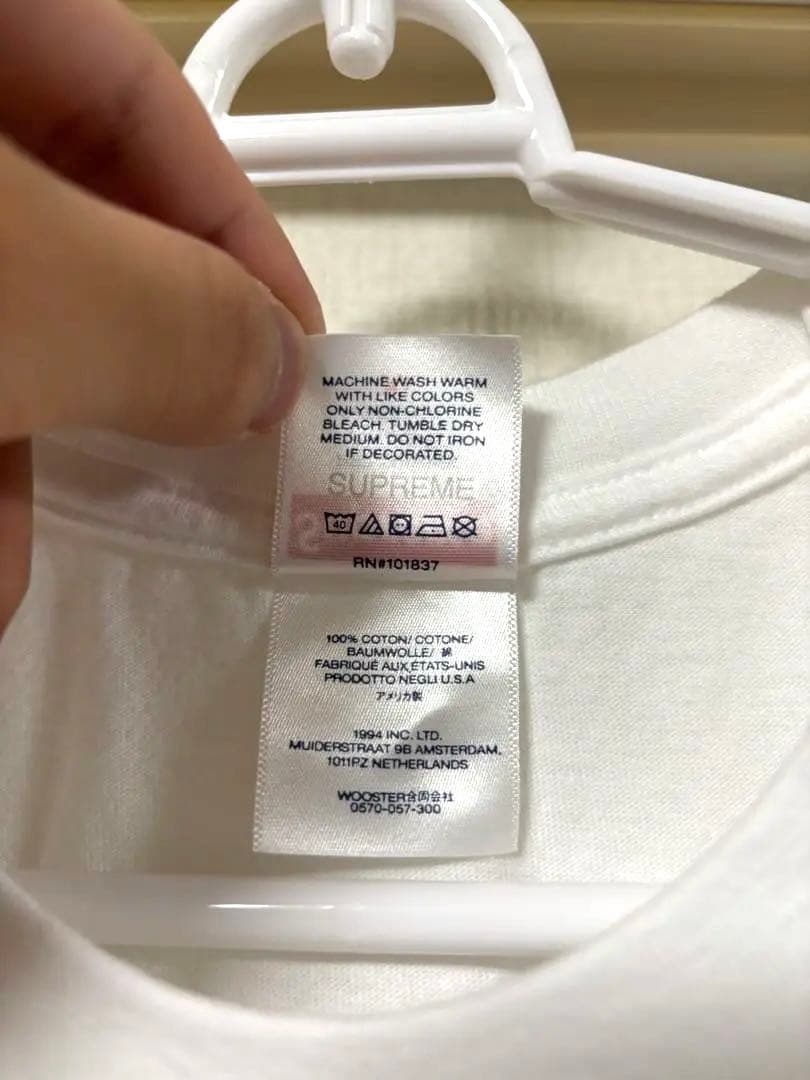 MACHINE WASH WARM
WITH LIKE COLORS
ONLY NON-CHLORINE
BLEACH. TUMBLE DRY
MEDIUM. DO NOT IRON
IF DECORATED.
SUPREME
40
RN#101837
100% COTON/ COTONE/
BAUMWOLLE/ 綿
FABRIQUÉ AUX ÉTATS-UNIS
PRODOTTO NEGLI U.S.A
アメリカ製
1994 INC. LTD.
MUIDERSTRAAT 9B AMSTERDAM.
1011PZ NETHERLANDS
WOOSTER合同会社
0570-057-300